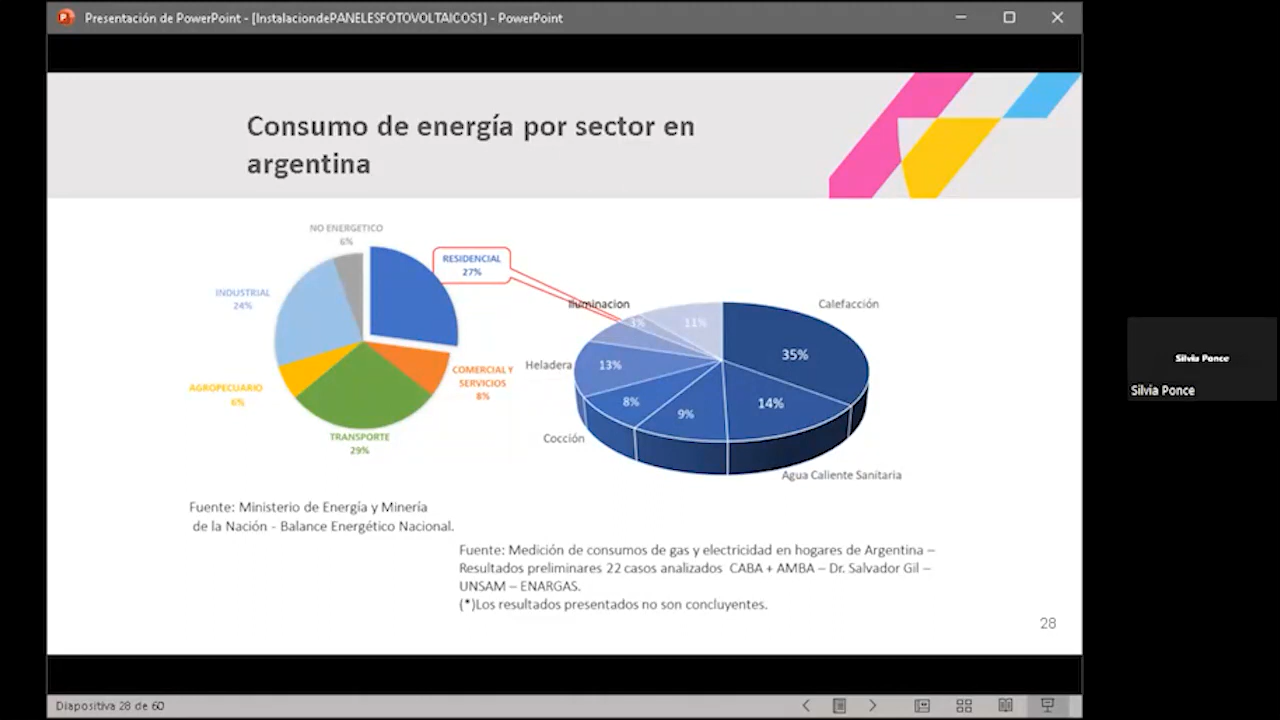 Presentación de PowerPoint - [InstalaciondePANELESFOTOVOLTAICOS1] - PowerPoint
Consumo de energía por sector en
argentina
NO ENERGETICO
6%
RESIDENCIAL
27%
INDUSTRIAL
24%
COMERCIAL Y
SERVICIOS
8%
AGROPECUARIO
6%
TRANSPORTE
29%
Iluminacion
Calefacción
3%
11%
35%
Heladera
13%
8%
9%
14%
Cocción
Agua Caliente Sanitaria
Fuente: Ministerio de Energía y Minería
de la Nación - Balance Energético Nacional.
Fuente: Medición de consumos de gas y electricidad en hogares de Argentina –
Resultados preliminares 22 casos analizados CABA + AMBA – Dr. Salvador Gil –
UNSAM – ENARGAS.
(*)Los resultados presentados no son concluyentes.
28
Silvia Ponce
Silvia Ponce
Diapositiva 28 de 60